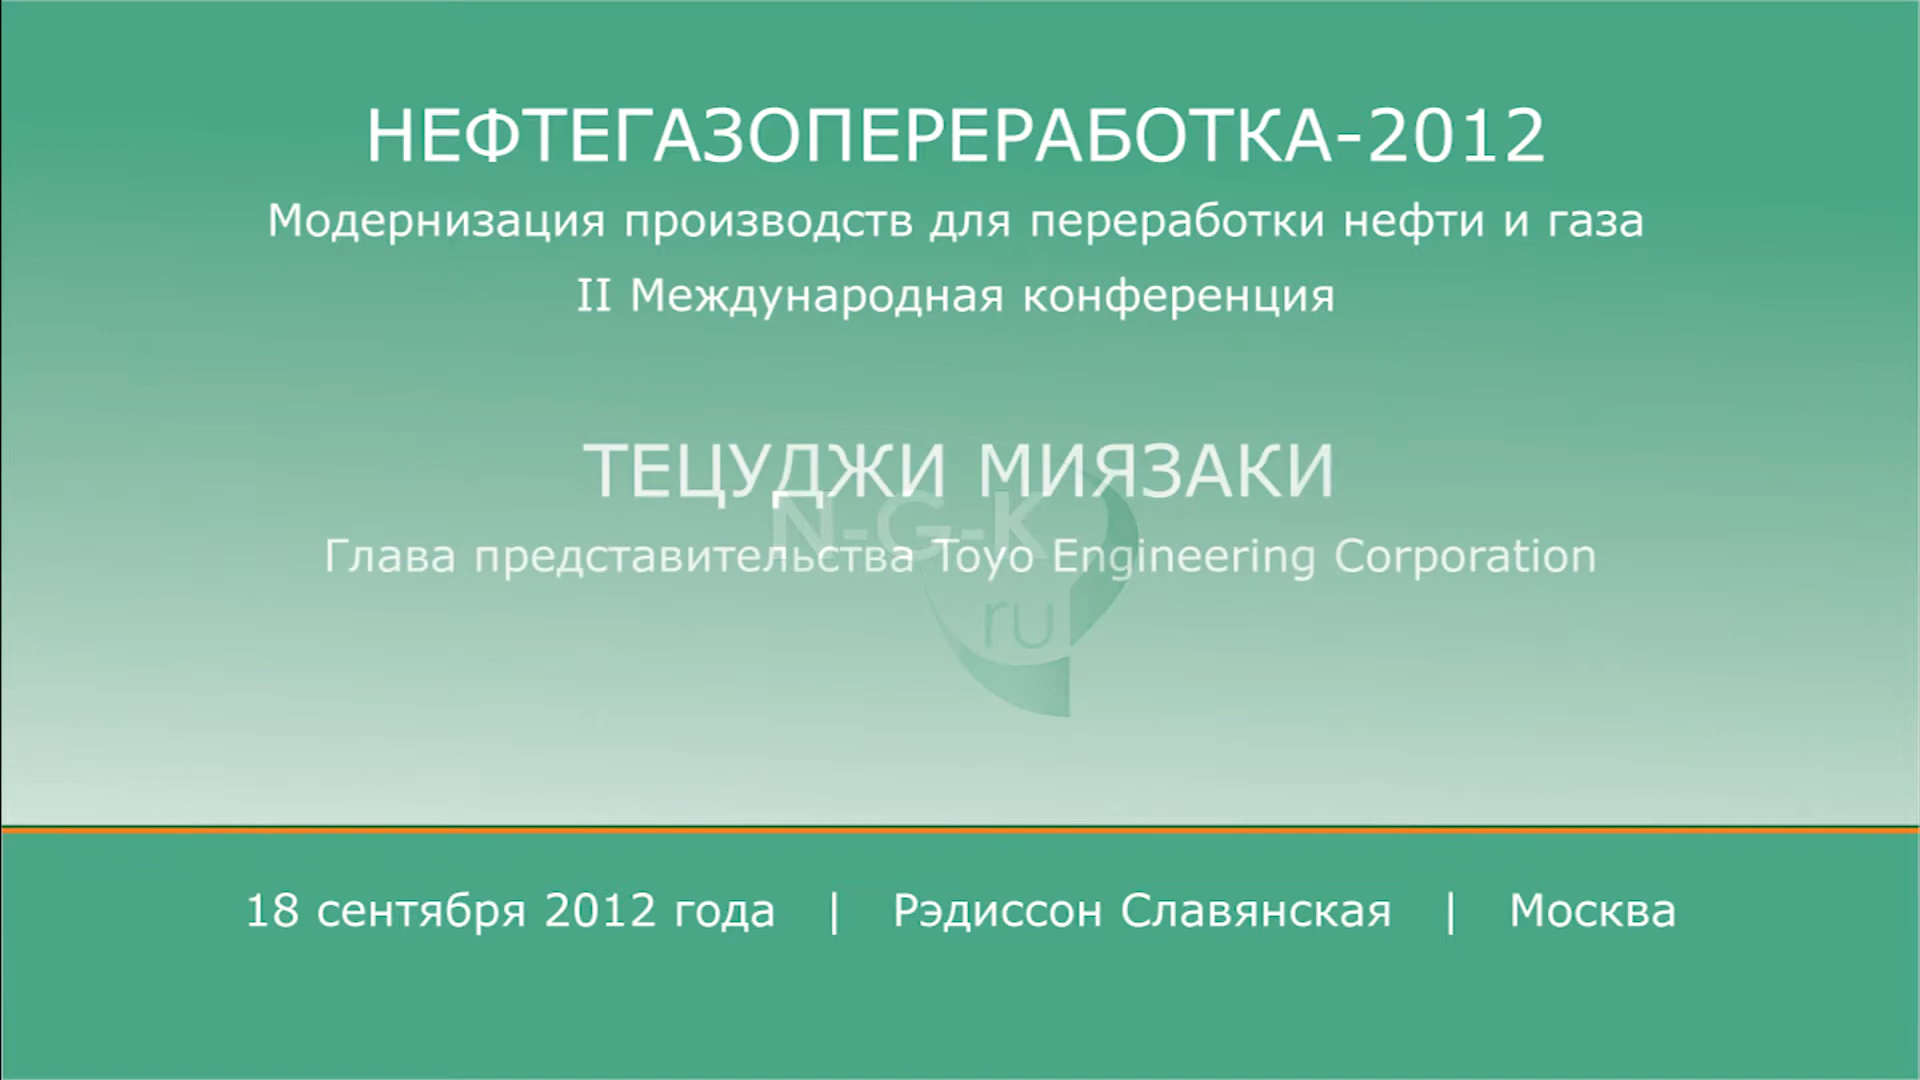 НЕФТЕГАЗОПЕРЕРАБОТКА-2012
Модернизация производств для переработки нефти и газа
II Международная конференция
ТЕЦУДЖИ МИЯЗАКИ
N-G-K
Глава представительства Toyo Engineering Corporation
ru
18 сентября 2012 года | Рэдиссон Славянская | Москва